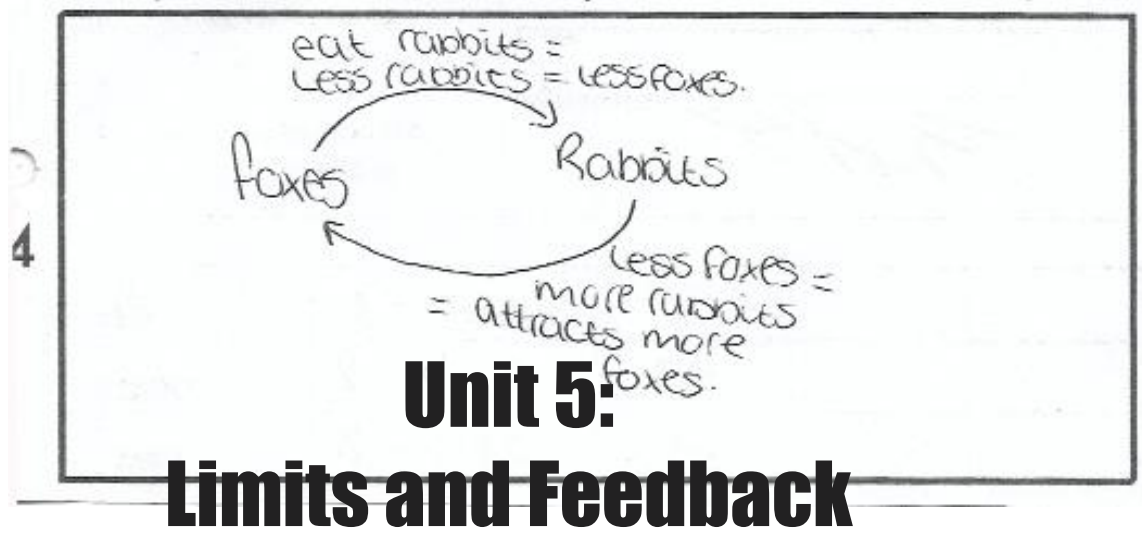 eat rabbits =
Less rabbits = less foxes.
foxes
Rabbits
Less foxes =
more rabbits
= attracts more
foxes.
4
Unit 5:
Limits and Feedback